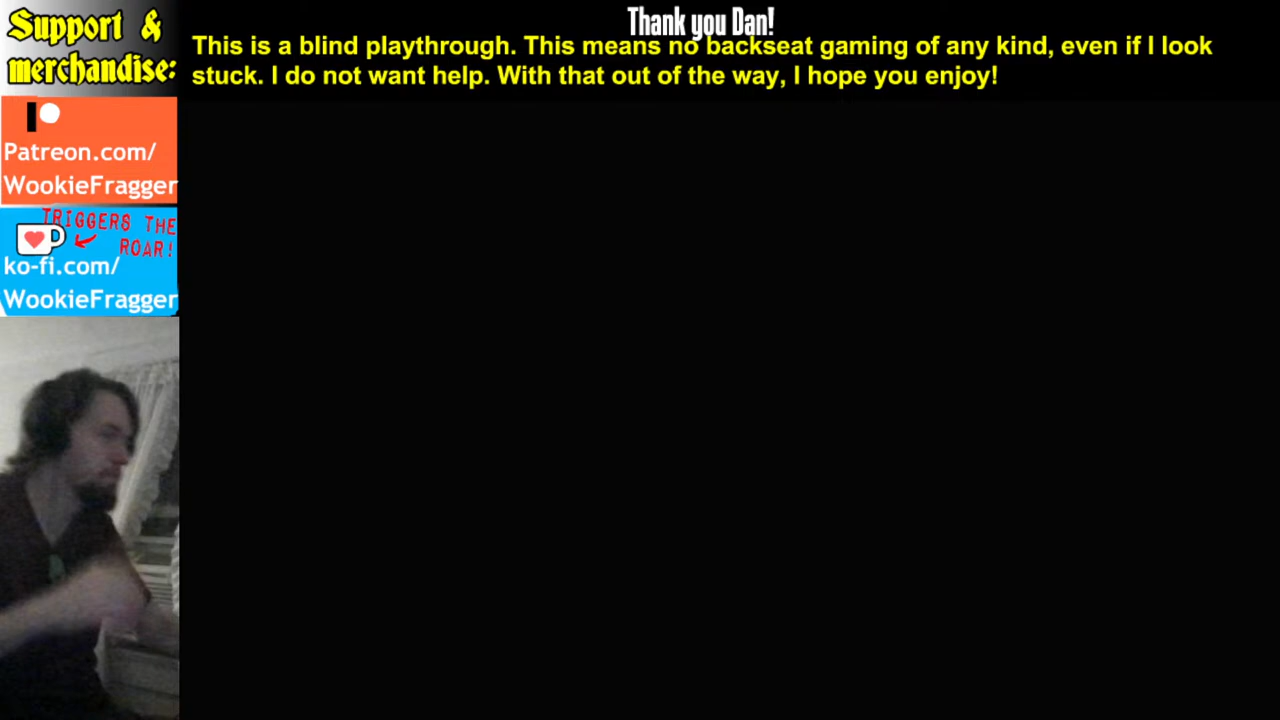 Support &
merchandise:
Patreon.com/
WookieFragger
TRIGGERS THE
ROAR!
ko-fi.com/
WookieFragger
Thank you Dan!
This is a blind playthrough. This means no backseat gaming of any kind, even if I look
stuck. I do not want help. With that out of the way, I hope you enjoy!